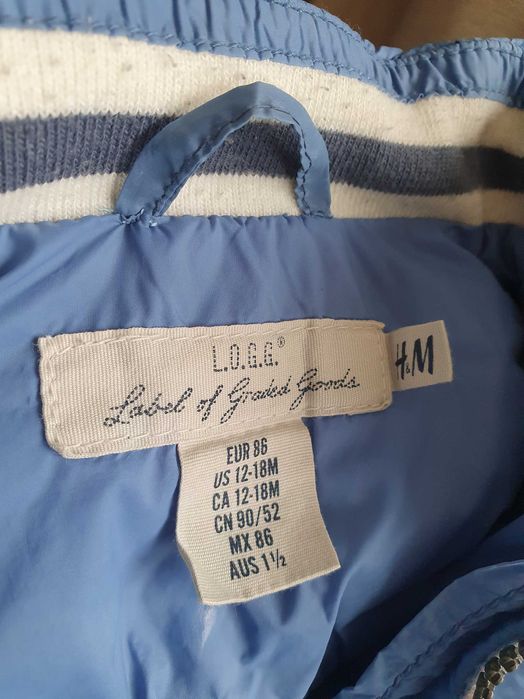 L.O.G.G.®
Label of Graded Goods
H&M
EUR 86
US 12-18M
CA 12-18M
CN 90/52
MX 86
AUS 1½